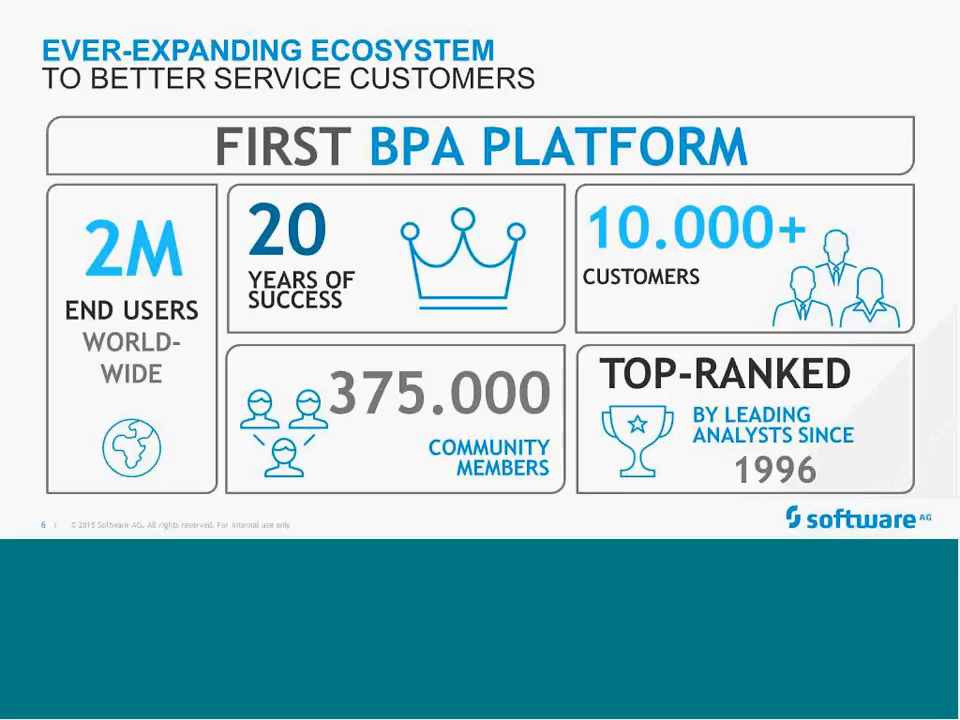 EVER-EXPANDING ECOSYSTEM
TO BETTER SERVICE CUSTOMERS
FIRST BPA PLATFORM
2M
END USERS
WORLD-
WIDE
20
YEARS OF
SUCCESS
10.000+
CUSTOMERS
375.000
COMMUNITY
MEMBERS
TOP-RANKED
BY LEADING
ANALYSTS SINCE
1996
6 | © 2015 Software AG. All rights reserved. For internal use only
software AG